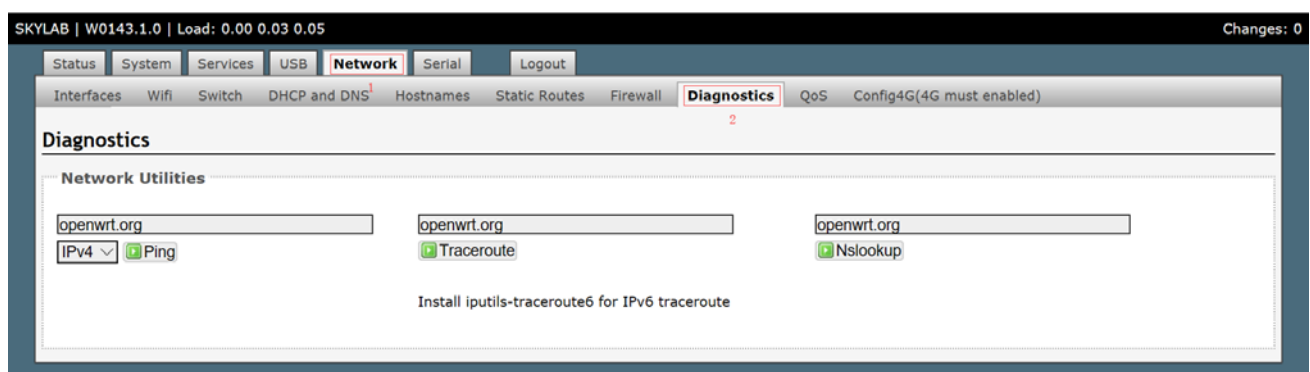 SKYLAB | W0143.1.0 | Load: 0.00 0.03 0.05 Changes: 0
Status System Services USB Network Serial Logout
Interfaces Wifi Switch DHCP and DNS 1 Hostnames Static Routes Firewall Diagnostics QoS Config4G(4G must enabled)
2
Diagnostics
Network Utilities
openwrt.org openwrt.org openwrt.org
IPv4 Ping Traceroute Nslookup
Install iputils-traceroute6 for IPv6 traceroute